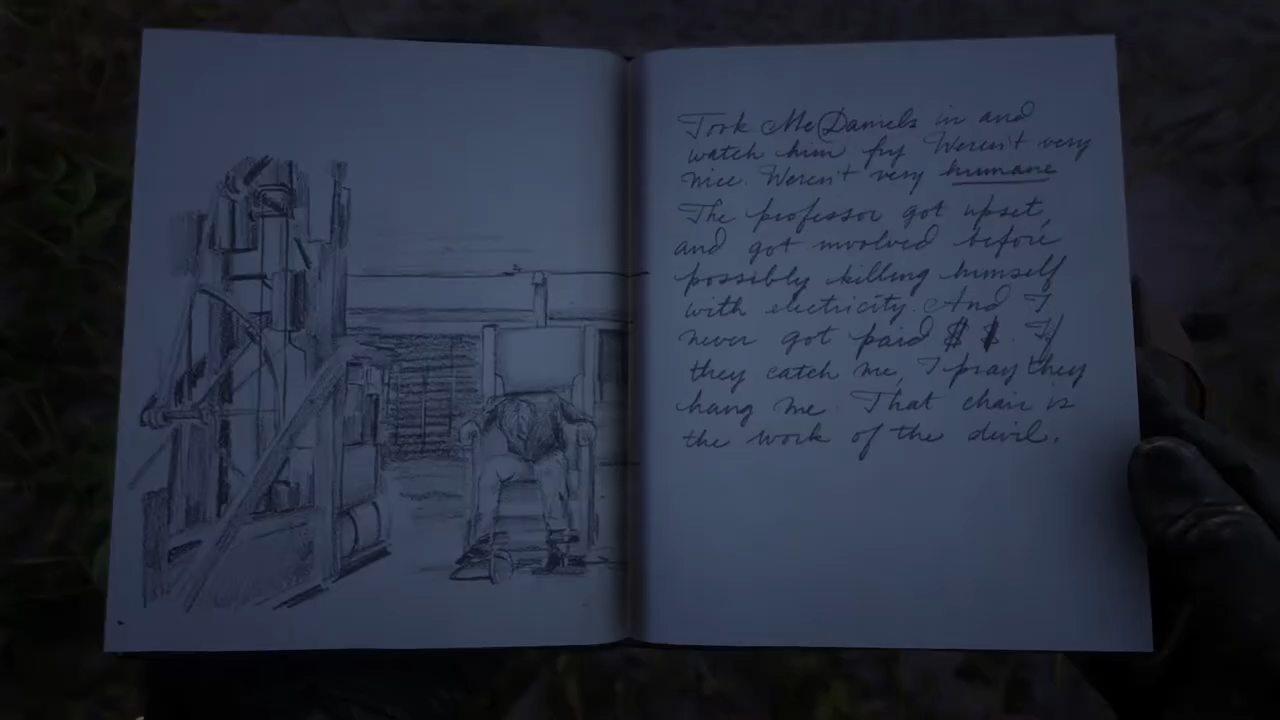 Took McDaniels in and
watch him fry Weren't very
nice. Weren't very humane
The professor got upset,
and got involved before
possibly killing himself
with electricity. And I
never got paid $ $. If
they catch me, I pray they
hang me. That chair is
the work of the devil.